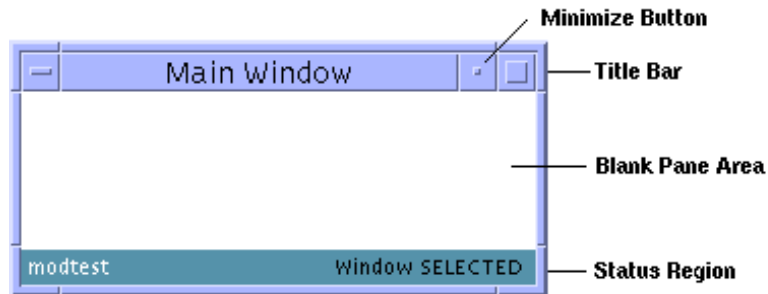 Minimize Button
Main Window
Title Bar
Blank Pane Area
modtest Window SELECTED
Status Region